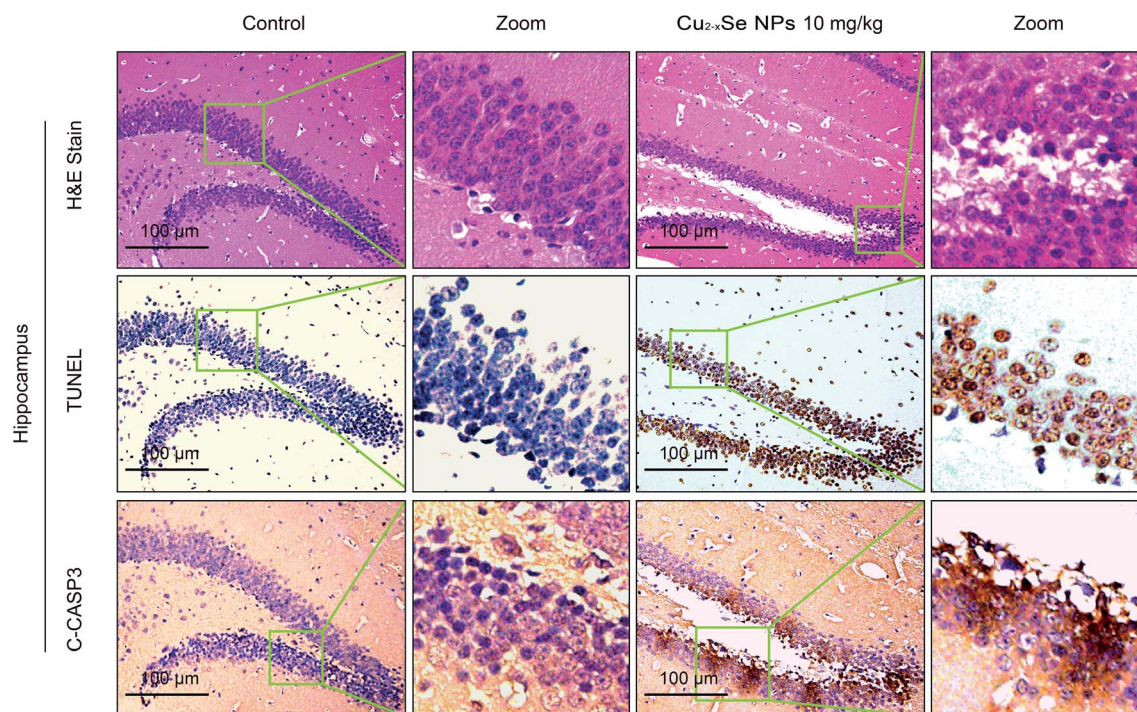 Control Zoom Cu₂₋ₓSe NPs 10 mg/kg Zoom
Hippocampus
H&E Stain
100 µm 100 µm
TUNEL
100 µm 100 µm
C-CASP3
100 µm 100 µm